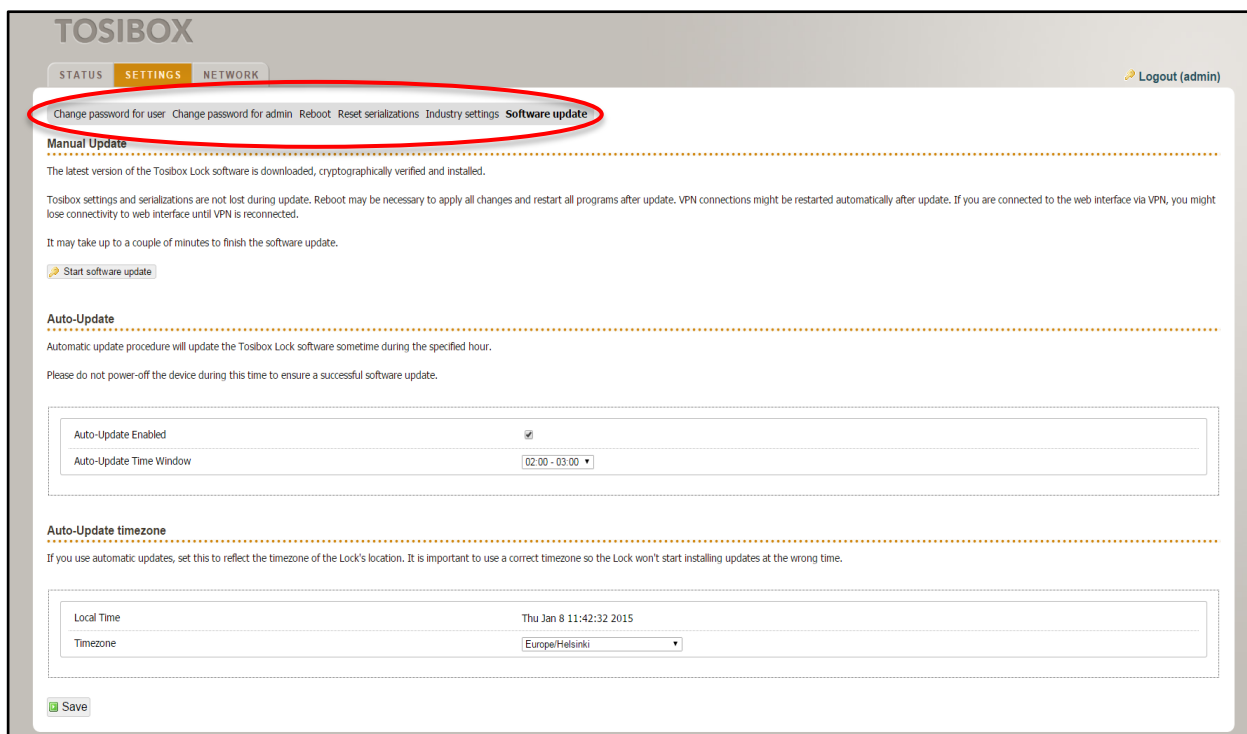 TOSIBOX
STATUS SETTINGS NETWORK
Logout (admin)
Change password for user Change password for admin Reboot Reset serializations Industry settings Software update
Manual Update
The latest version of the Tosibox Lock software is downloaded, cryptographically verified and installed.
Tosibox settings and serializations are not lost during update. Reboot may be necessary to apply all changes and restart all programs after update. VPN connections might be restarted automatically after update. If you are connected to the web interface via VPN, you might
lose connectivity to web interface until VPN is reconnected.
It may take up to a couple of minutes to finish the software update.
Start software update
Auto-Update
Automatic update procedure will update the Tosibox Lock software sometime during the specified hour.
Please do not power-off the device during this time to ensure a successful software update.
Auto-Update Enabled
Auto-Update Time Window 02:00 - 03:00
Auto-Update timezone
If you use automatic updates, set this to reflect the timezone of the Lock's location. It is important to use a correct timezone so the Lock won't start installing updates at the wrong time.
Local Time Thu Jan 8 11:42:32 2015
Timezone Europe/Helsinki
Save